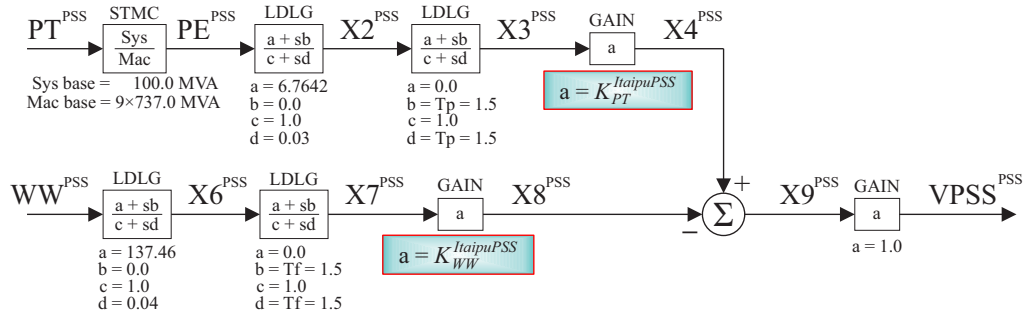 STMC LDLG LDLG GAIN
PT^PSS PE^PSS X2^PSS X3^PSS X4^PSS
Sys
Mac
a + sb
c + sd
a + sb
c + sd
a
Sys base = 100.0 MVA
Mac base = 9×737.0 MVA
a = 6.7642
b = 0.0
c = 1.0
d = 0.03
a = 0.0
b = Tp = 1.5
c = 1.0
d = Tp = 1.5
a = K_PT^ItaipuPSS
LDLG LDLG GAIN GAIN
WW^PSS X6^PSS X7^PSS X8^PSS X9^PSS VPSS^PSS
a + sb
c + sd
a + sb
c + sd
a
+
−
Σ
a
a = 137.46
b = 0.0
c = 1.0
d = 0.04
a = 0.0
b = Tf = 1.5
c = 1.0
d = Tf = 1.5
a = K_WW^ItaipuPSS
a = 1.0